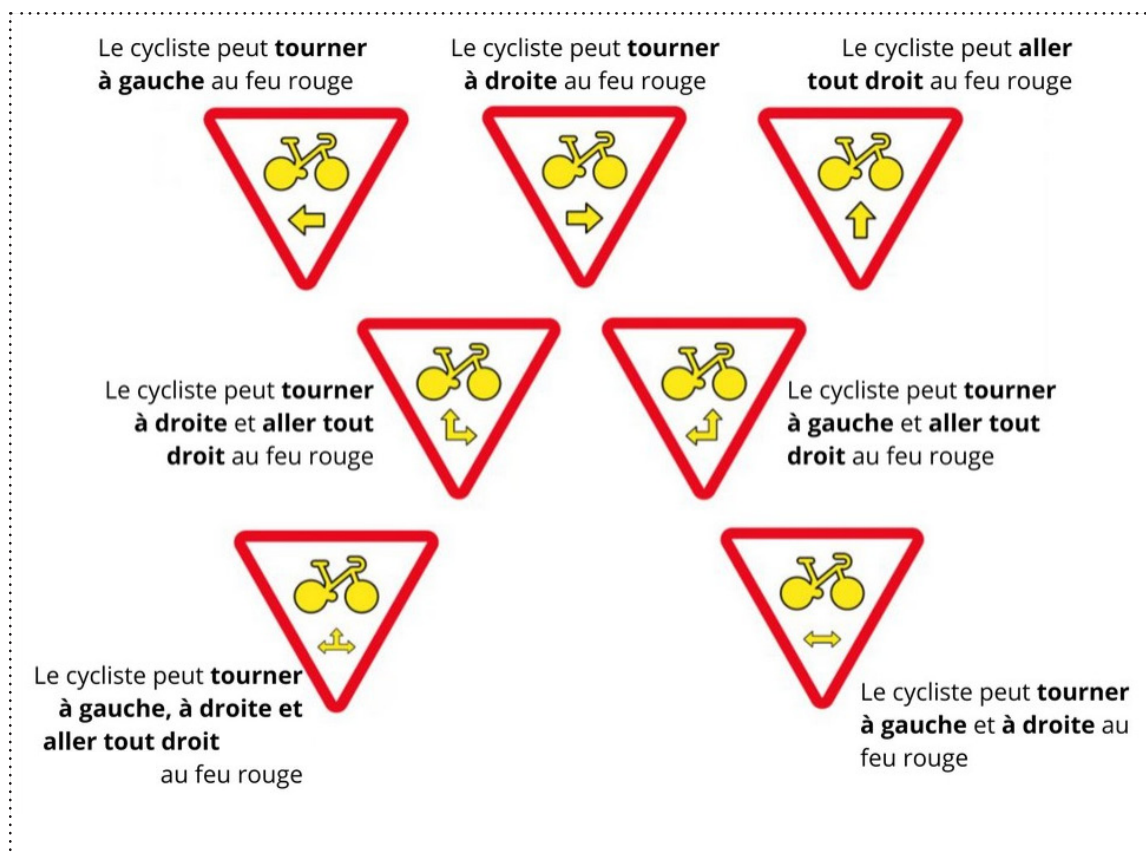 Le cycliste peut tourner
à gauche au feu rouge
Le cycliste peut tourner
à droite au feu rouge
Le cycliste peut aller
tout droit au feu rouge
Le cycliste peut tourner
à droite et aller tout
droit au feu rouge
Le cycliste peut tourner
à gauche et aller tout
droit au feu rouge
Le cycliste peut tourner
à gauche, à droite et
aller tout droit
au feu rouge
Le cycliste peut tourner
à gauche et à droite au
feu rouge